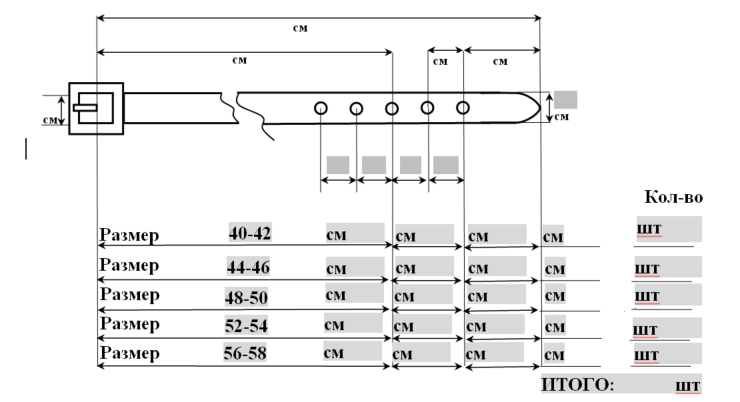 см
см см см
см см
Кол-во
Размер 40-42 см см см см шт
Размер 44-46 см см см см шт
Размер 48-50 см см см см шт
Размер 52-54 см см см см шт
Размер 56-58 см см см см шт
ИТОГО: шт